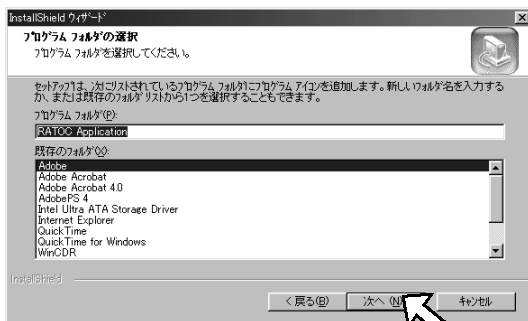 InstallShield ウィザード
プログラム フォルダの選択
プログラム フォルダを選択してください。
セットアップは、次にリストされているプログラム フォルダにプログラム アイコンを追加します。新しいフォルダ名を入力する
か、または既存のフォルダ リストから1つを選択することもできます。
プログラム フォルダ(P):
RATOC Application
既存のフォルダ(X):
Adobe
Adobe Acrobat
Adobe Acrobat 4.0
AdobePS 4
Intel Ultra ATA Storage Driver
Internet Explorer
QuickTime
QuickTime for Windows
WinCDR
InstallShield
< 戻る(B)
次へ (N)
キャンセル